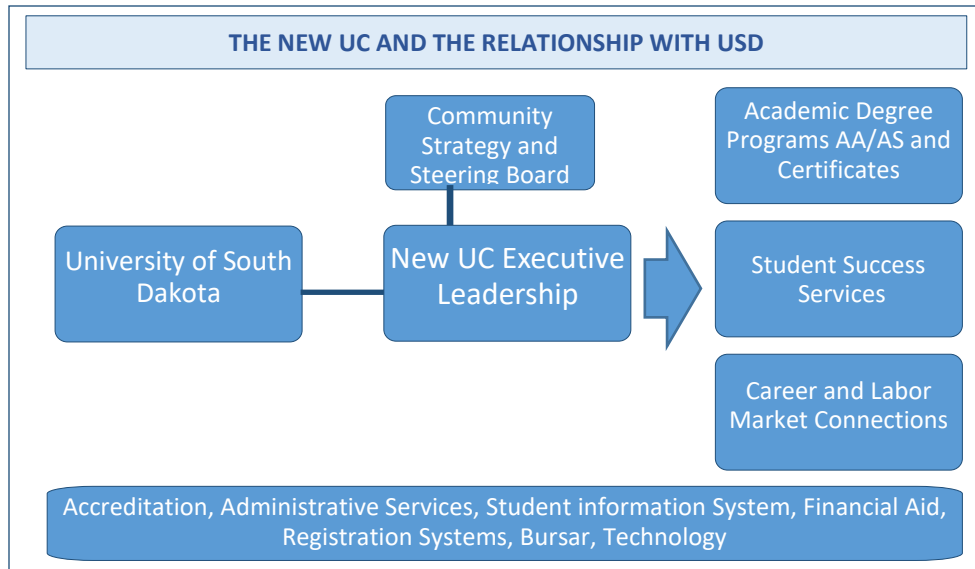 THE NEW UC AND THE RELATIONSHIP WITH USD
Community
Strategy and
Steering Board
Academic Degree
Programs AA/AS and
Certificates
University of South
Dakota
New UC Executive
Leadership
Student Success
Services
Career and Labor
Market Connections
Accreditation, Administrative Services, Student information System, Financial Aid,
Registration Systems, Bursar, Technology